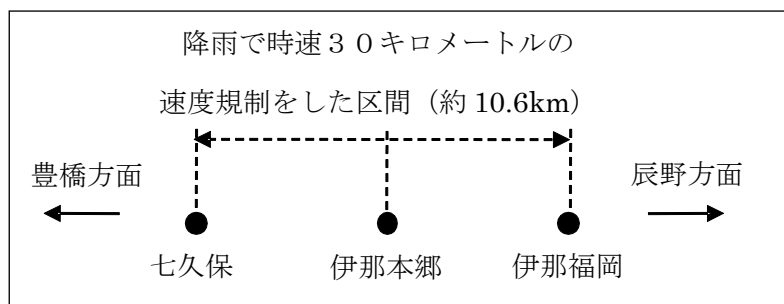 降雨で時速３０キロメートルの
速度規制をした区間（約 10.6km）
豊橋方面
辰野方面
七久保
伊那本郷
伊那福岡